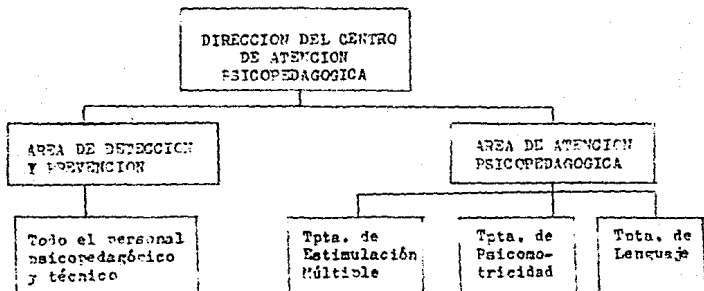 DIRECCION DEL CENTRO
DE ATENCION
PSICOPEDAGOGICA
AREA DE DETECCION
Y PREVENCION
AREA DE ATENCION
PSICOPEDAGOGICA
Todo el personal
psicopedagógico
y técnico
Tpta. de
Estimulación
Múltiple
Tpta. de
Psicomo-
tricidad
Tpta. de
Lenguaje